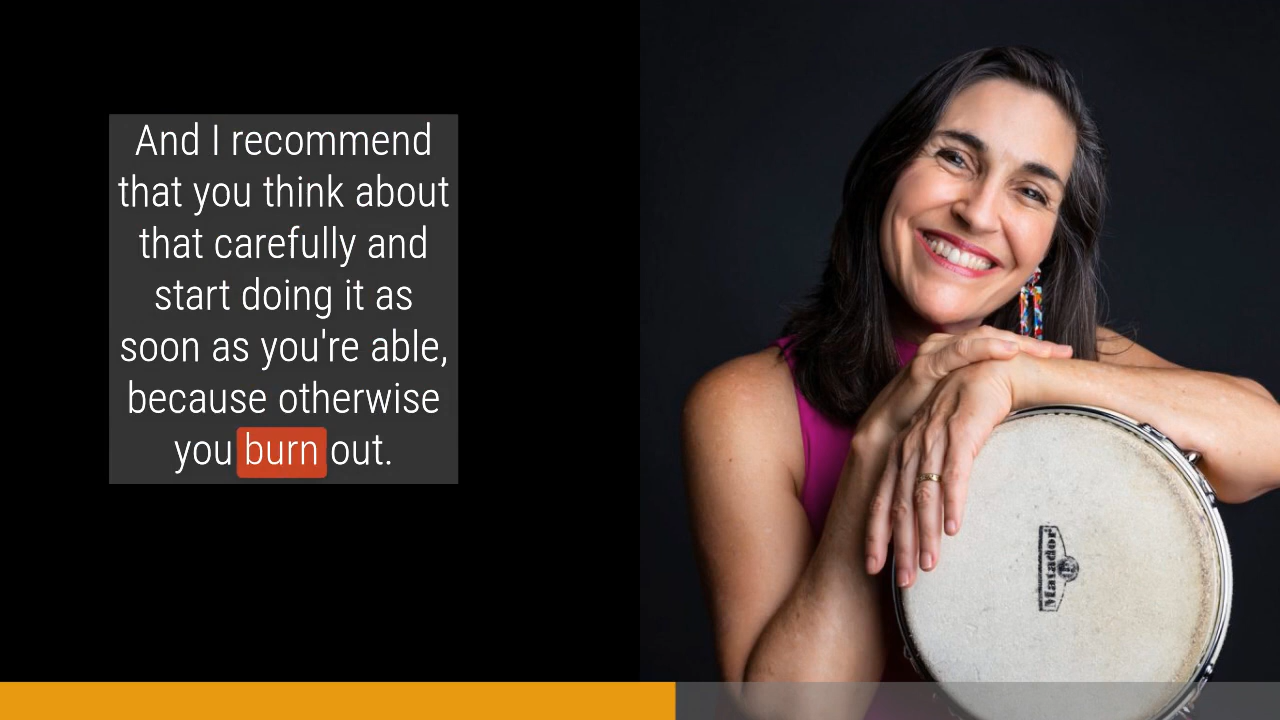 And I recommend
that you think about
that carefully and
start doing it as
soon as you're able,
because otherwise
you burn out.
Matador